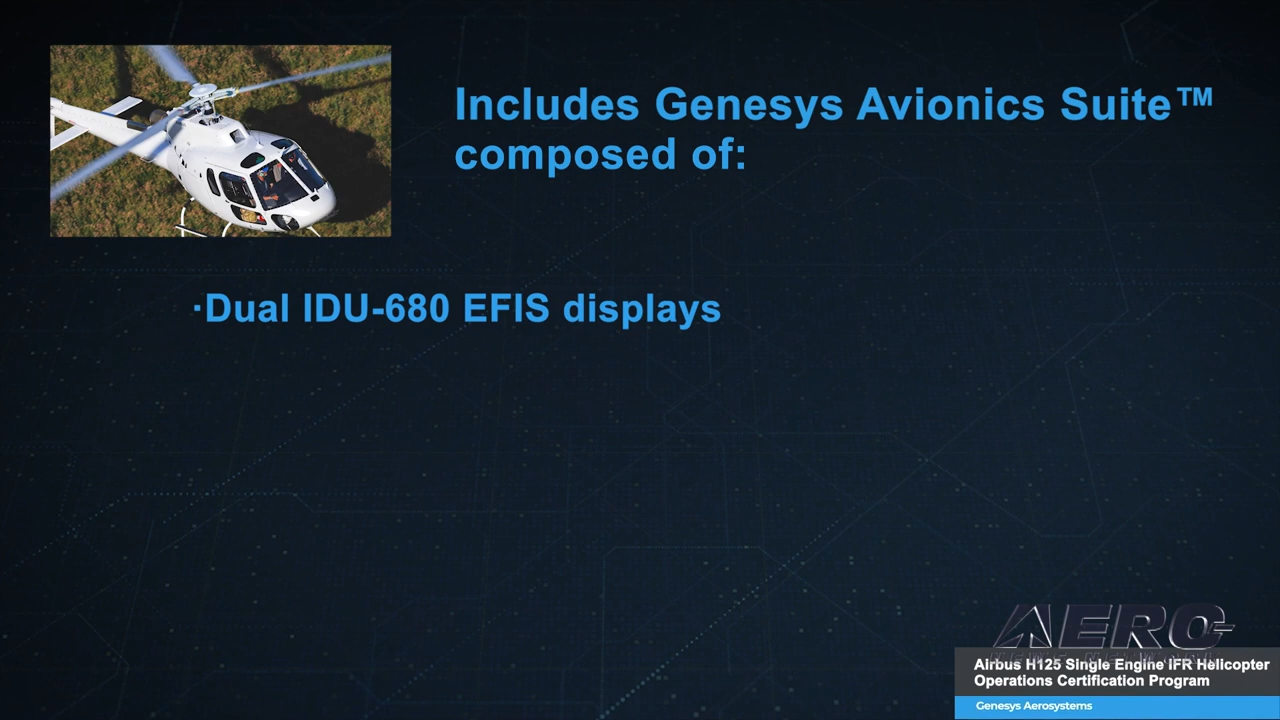 Includes Genesys Avionics Suite™
composed of:
·Dual IDU-680 EFIS displays
AERO
Airbus H125 Single Engine IFR Helicopter
Operations Certification Program
Genesys Aerosystems